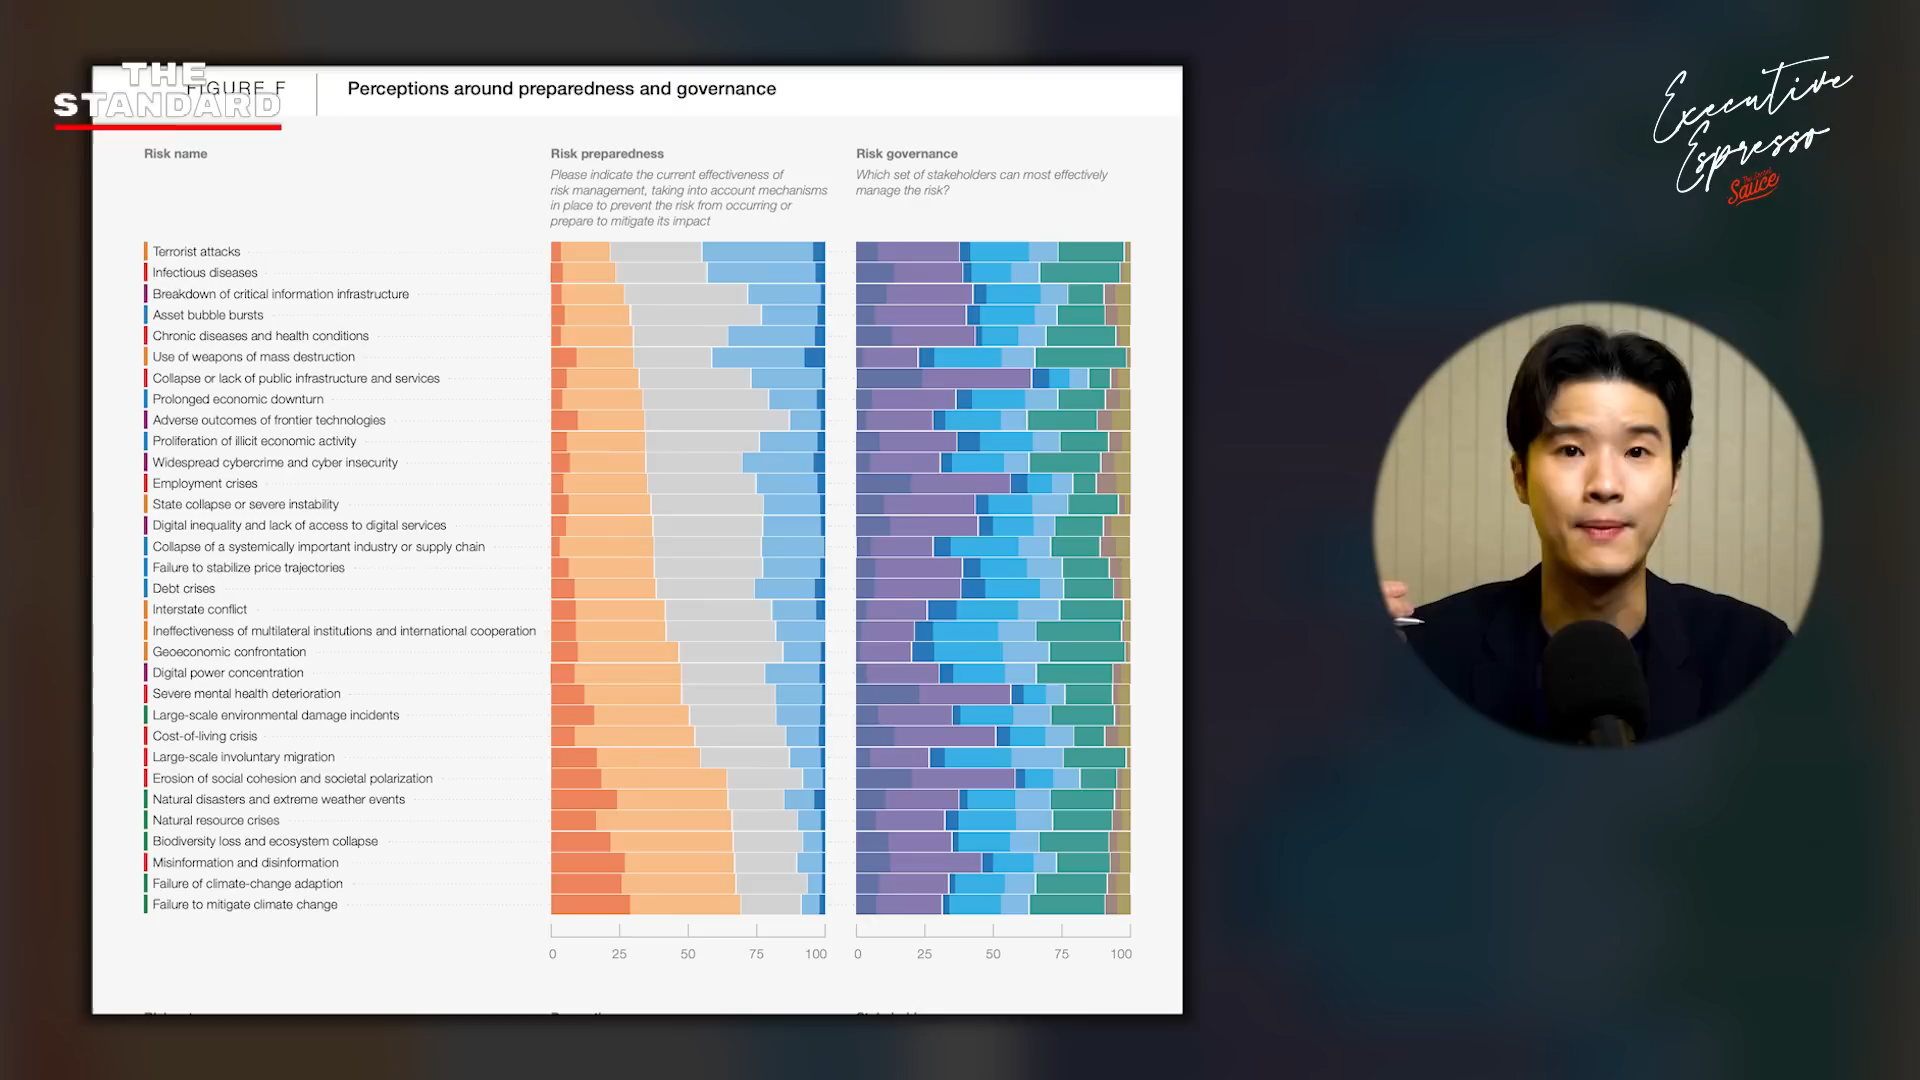 THE
STANDARD
FIGURE F
Perceptions around preparedness and governance
Executive
Espresso
The Secret
Sauce
Risk name
Risk preparedness
Please indicate the current effectiveness of
risk management, taking into account mechanisms
in place to prevent the risk from occurring or
prepare to mitigate its impact
Risk governance
Which set of stakeholders can most effectively
manage the risk?
Terrorist attacks
Infectious diseases
Breakdown of critical information infrastructure
Asset bubble bursts
Chronic diseases and health conditions
Use of weapons of mass destruction
Collapse or lack of public infrastructure and services
Prolonged economic downturn
Adverse outcomes of frontier technologies
Proliferation of illicit economic activity
Widespread cybercrime and cyber insecurity
Employment crises
State collapse or severe instability
Digital inequality and lack of access to digital services
Collapse of a systemically important industry or supply chain
Failure to stabilize price trajectories
Debt crises
Interstate conflict
Ineffectiveness of multilateral institutions and international cooperation
Geoeconomic confrontation
Digital power concentration
Severe mental health deterioration
Large-scale environmental damage incidents
Cost-of-living crisis
Large-scale involuntary migration
Erosion of social cohesion and societal polarization
Natural disasters and extreme weather events
Natural resource crises
Biodiversity loss and ecosystem collapse
Misinformation and disinformation
Failure of climate-change adaption
Failure to mitigate climate change
0 25 50 75 100
0 25 50 75 100